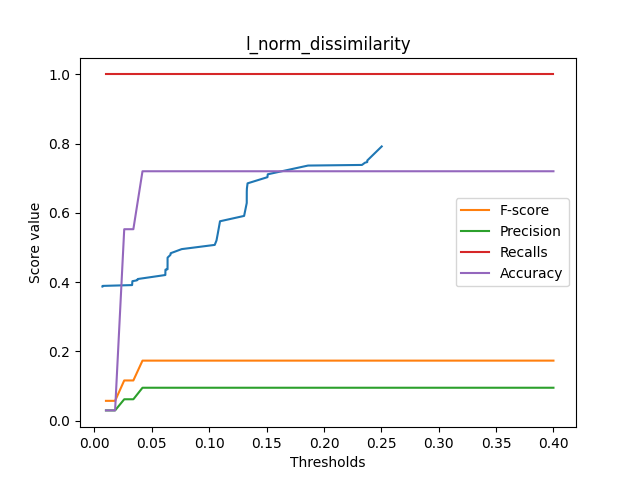 l_norm_dissimilarity
Score value
1.0
0.8
0.6
0.4
0.2
0.0
F-score
Precision
Recalls
Accuracy
0.00 0.05 0.10 0.15 0.20 0.25 0.30 0.35 0.40
Thresholds